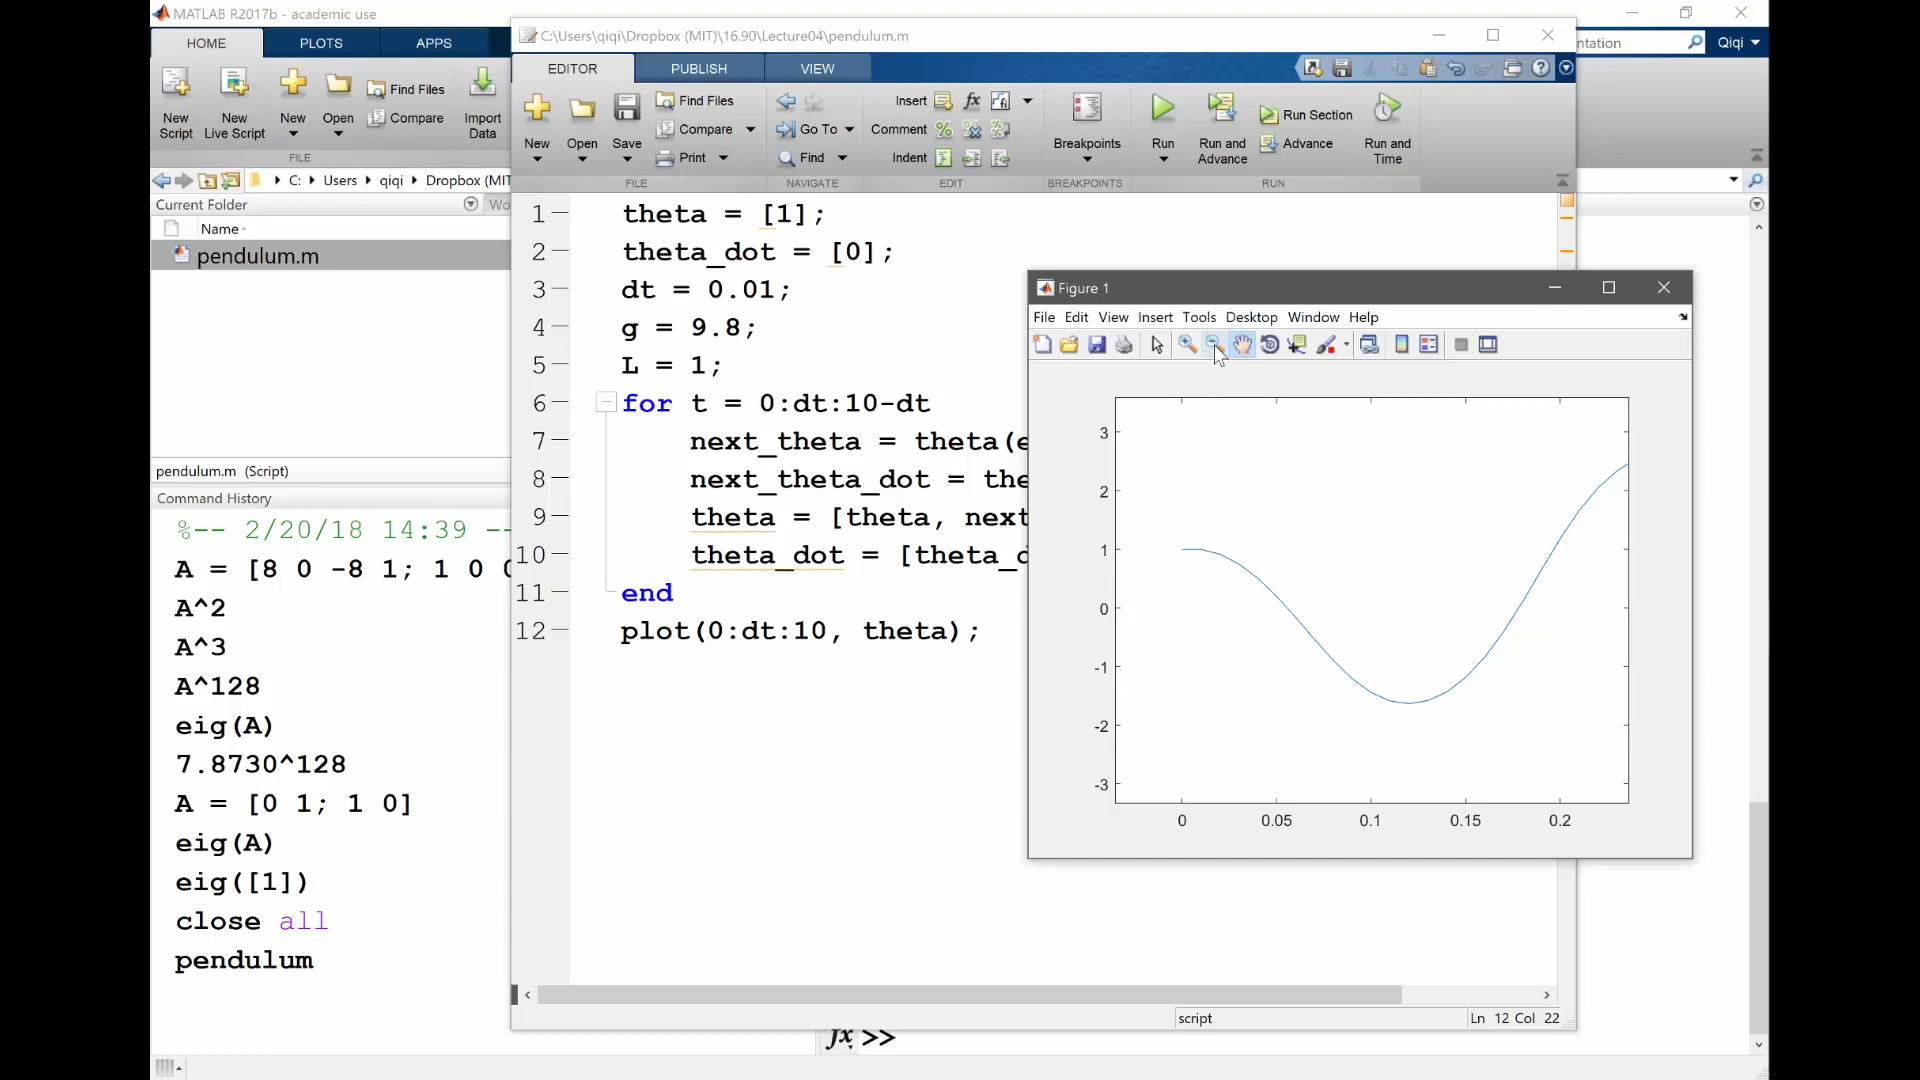 MATLAB R2017b - academic use
HOME
PLOTS
APPS
New Script
New Live Script
New
Open
Find Files
Compare
Import Data
FILE
C: Users qiqi Dropbox (MIT
Current Folder
Wo
Name
pendulum.m
pendulum.m (Script)
Command History
%-- 2/20/18 14:39 --
A = [8 0 -8 1; 1 0 0
A^2
A^3
A^128
eig(A)
7.8730^128
A = [0 1; 1 0]
eig(A)
eig([1])
close all
pendulum
C:\Users\qiqi\Dropbox (MIT)\16.90\Lecture04\pendulum.m
EDITOR
PUBLISH
VIEW
New
Open
Save
Find Files
Compare
Print
FILE
Go To
Find
NAVIGATE
Insert
fx
Comment
%
Indent
EDIT
Breakpoints
BREAKPOINTS
Run
Run and Advance
Run Section
Advance
Run and Time
RUN
ntation
Qiqi
1 theta = [1];
2 theta_dot = [0];
3 dt = 0.01;
4 g = 9.8;
5 L = 1;
6 for t = 0:dt:10-dt
7 next_theta = theta(e
8 next_theta_dot = the
9 theta = [theta, next
10 theta_dot = [theta_d
11 end
12 plot(0:dt:10, theta);
Figure 1
File Edit View Insert Tools Desktop Window Help
3
2
1
0
-1
-2
-3
0 0.05 0.1 0.15 0.2
script
Ln 12 Col 22
fx >>